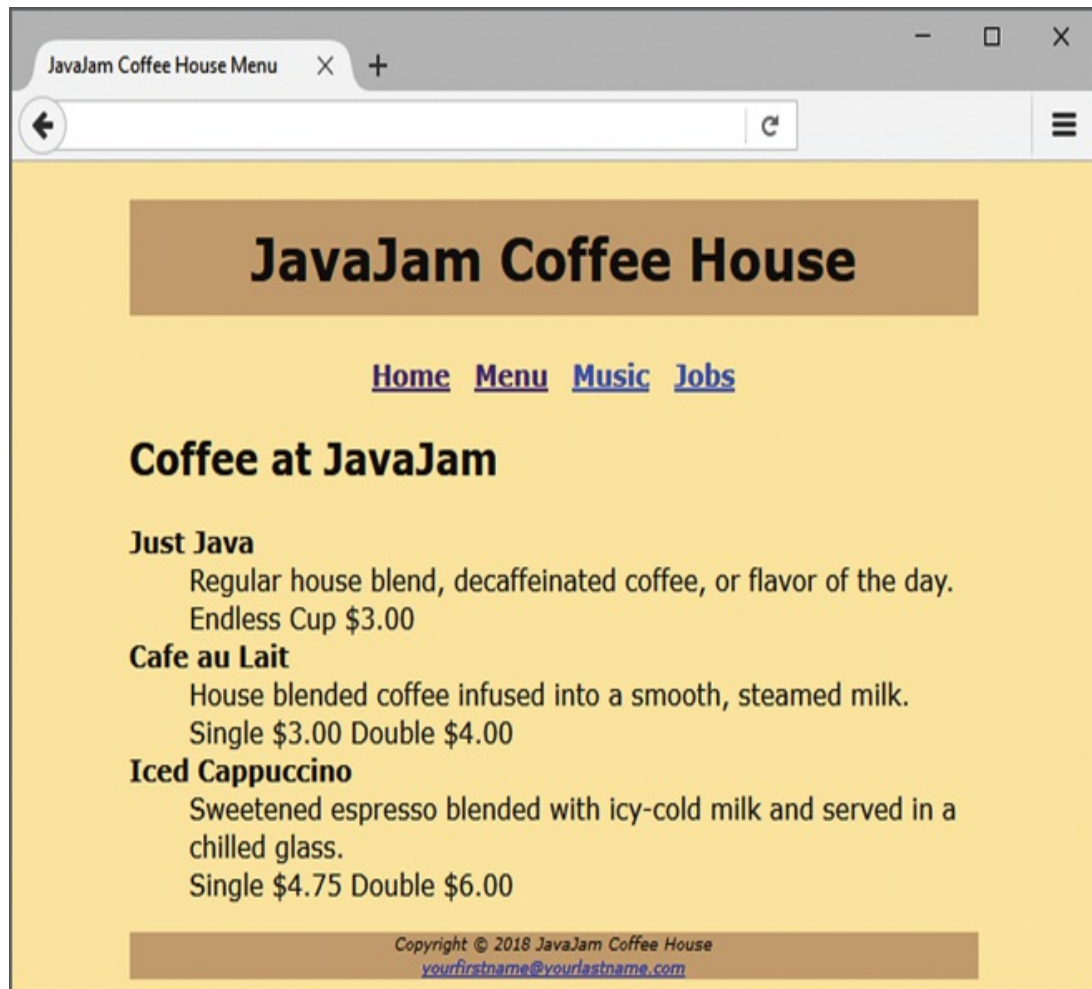 JavaJam Coffee House Menu
JavaJam Coffee House
Home Menu Music Jobs
Coffee at JavaJam
Just Java
Regular house blend, decaffeinated coffee, or flavor of the day.
Endless Cup $3.00
Cafe au Lait
House blended coffee infused into a smooth, steamed milk.
Single $3.00 Double $4.00
Iced Cappuccino
Sweetened espresso blended with icy-cold milk and served in a
chilled glass.
Single $4.75 Double $6.00
Copyright © 2018 JavaJam Coffee House
yourfirstname@yourlastname.com